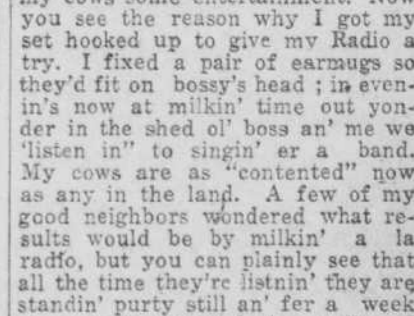 my cows some entertainment. Now
you see the reason why I got my
set hooked up to give my Radio a
try. I fixed a pair of earmugs so
they'd fit on bossy's head ; in even-
in's now at milkin' time out yon-
der in the shed ol' boss an' me we
'listen in" to singin' er a band.
My cows are as "contented" now
as any in the land. A few of my
good neighbors wondered what re-
sults would be by milkin' a la
radio, but you can plainly see that
all the time they're listnin' they are
standin' purty still an' fer a week